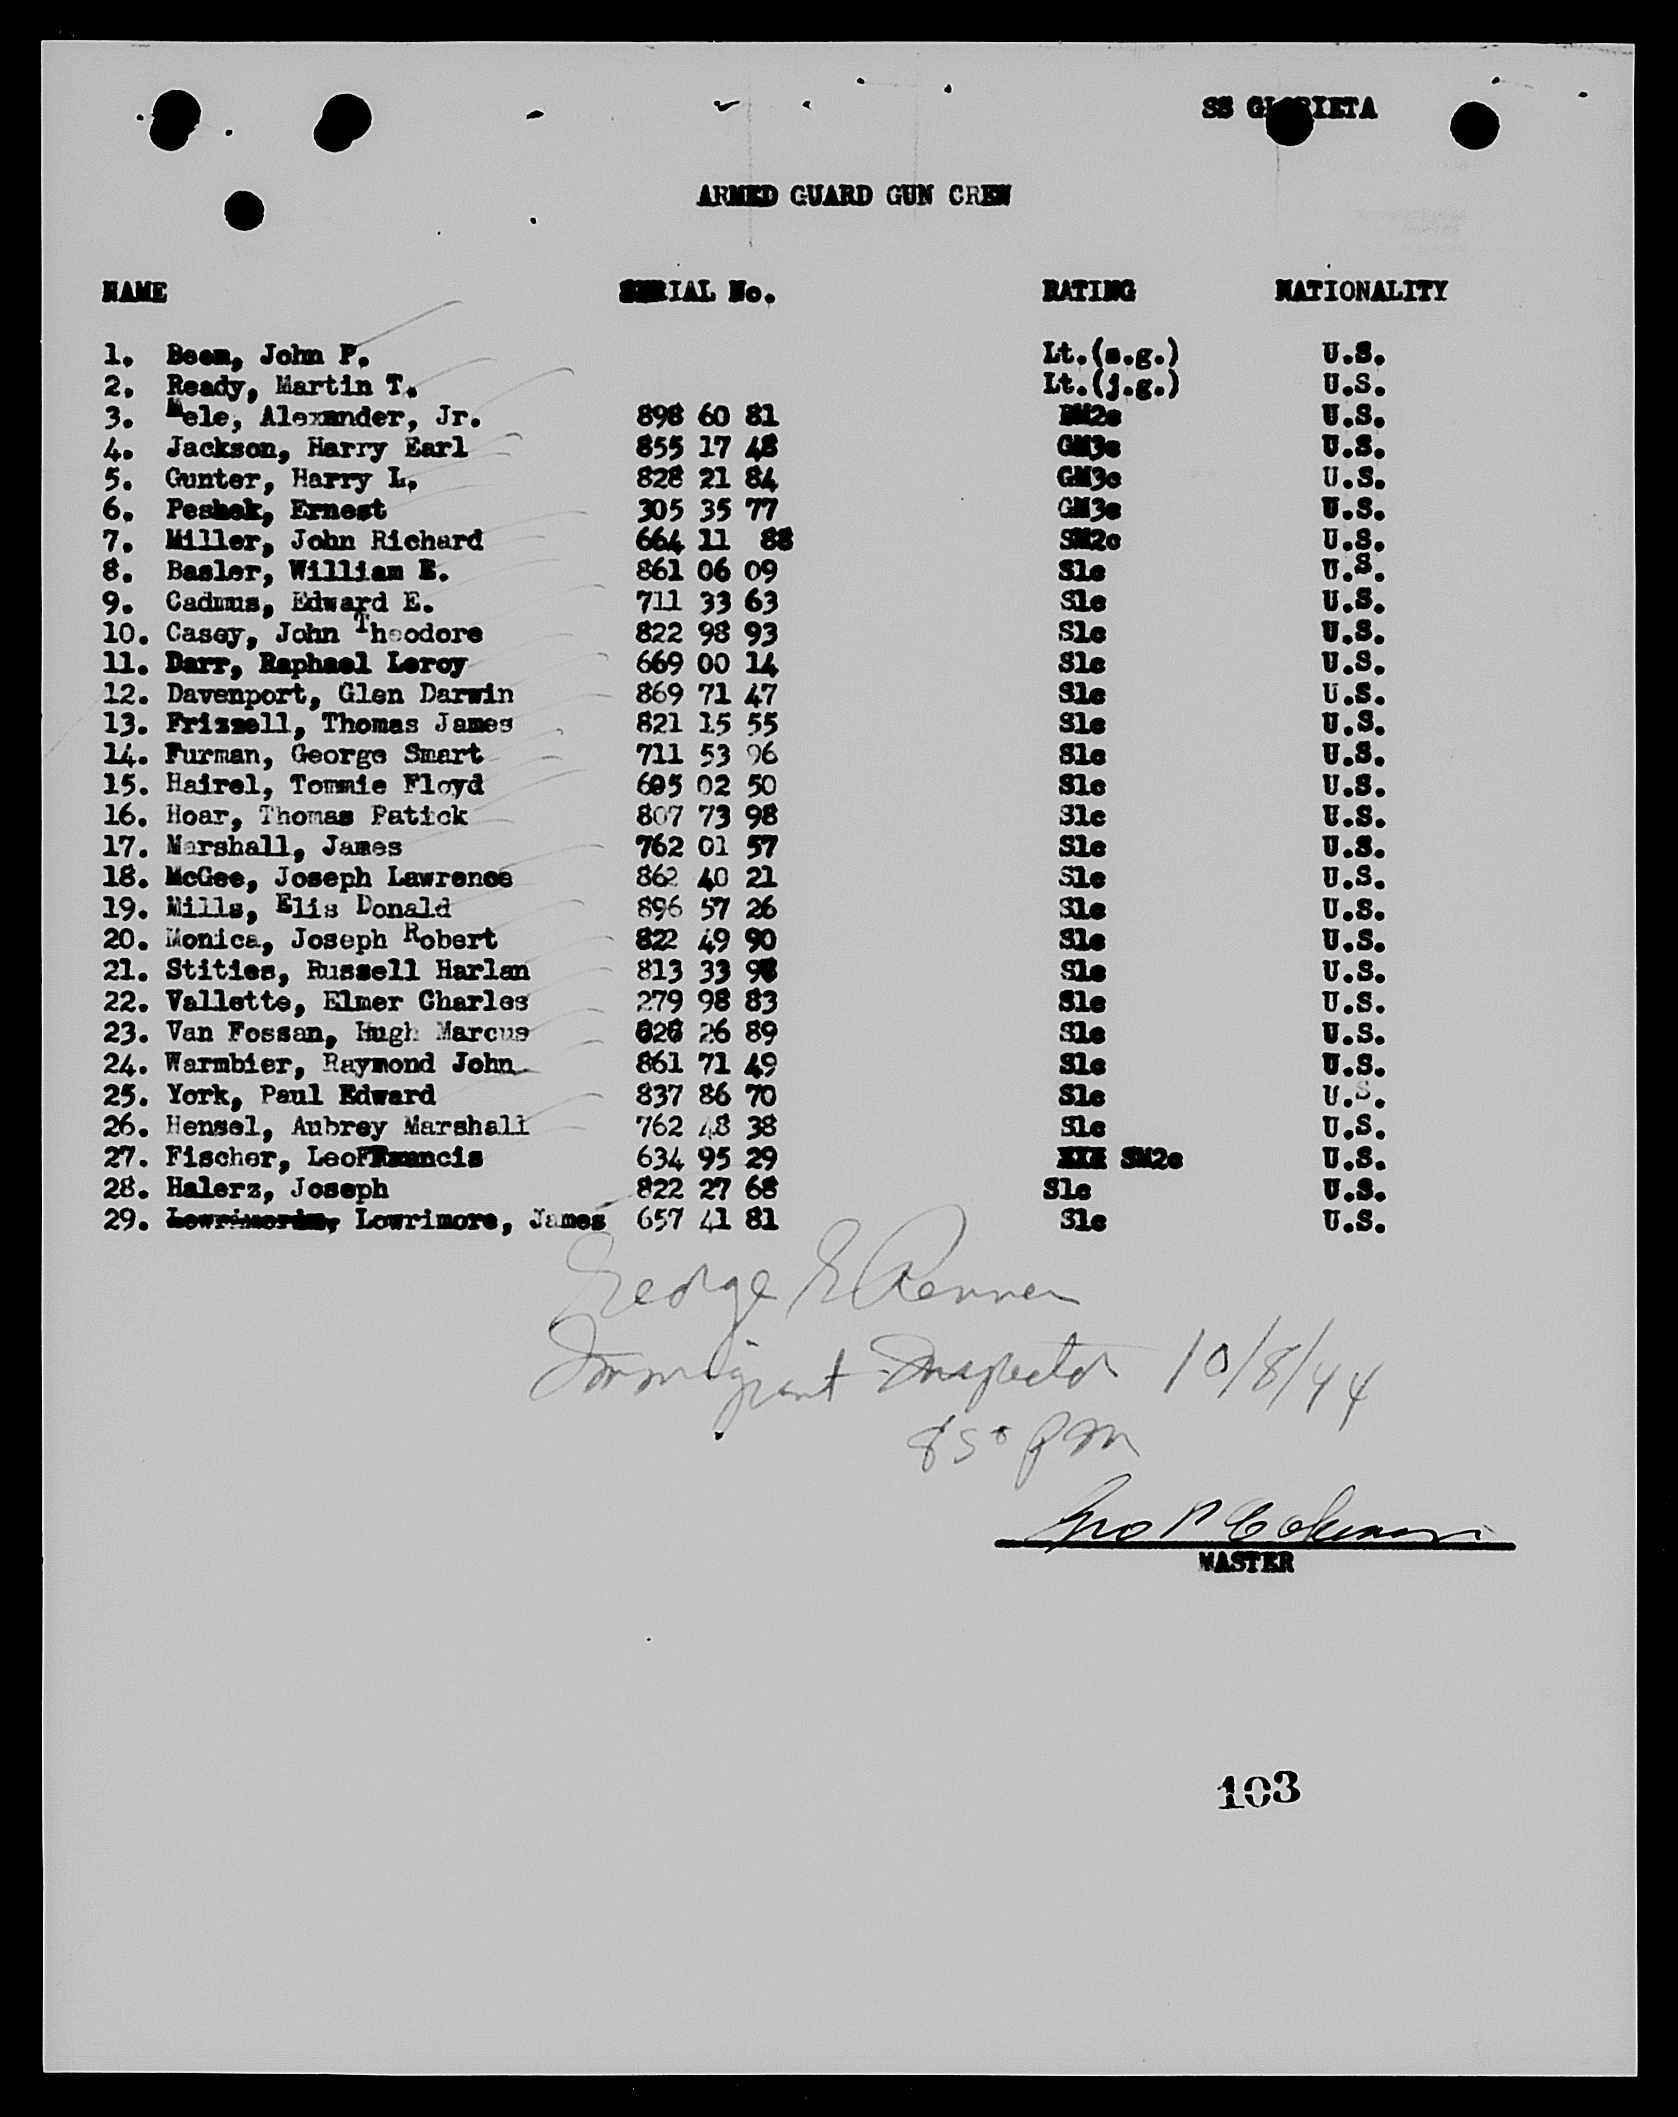 SS GLORIETA
ARMED GUARD GUN CREW
NAME SERIAL No. RATING NATIONALITY
1. Beem, John P. Lt.(s.g.) U.S.
2. Ready, Martin T. Lt.(j.g.) U.S.
3. Mele, Alexander, Jr. 898 60 81 BM2c U.S.
4. Jackson, Harry Earl 855 17 48 GM3c U.S.
5. Gunter, Harry L. 828 21 84 GM3c U.S.
6. Peshek, Ernest 305 35 77 GM3c U.S.
7. Miller, John Richard 664 11 88 SM2c U.S.
8. Basler, William E. 861 06 09 S1c U.S.
9. Cadmus, Edward E. 711 33 63 S1c U.S.
10. Casey, John Theodore 822 98 93 S1c U.S.
11. Darr, Raphael Leroy 669 00 14 S1c U.S.
12. Davenport, Glen Darwin 869 71 47 S1c U.S.
13. Frizzell, Thomas James 821 15 55 S1c U.S.
14. Furman, George Smart 711 53 96 S1c U.S.
15. Hairel, Tommie Floyd 605 02 50 S1c U.S.
16. Hoar, Thomas Patick 807 73 98 S1c U.S.
17. Marshall, James 762 01 57 S1c U.S.
18. McGee, Joseph Lawrence 862 40 21 S1c U.S.
19. Mills, Elis Donald 896 57 26 S1c U.S.
20. Monica, Joseph Robert 822 49 90 S1c U.S.
21. Stities, Russell Harlan 813 33 98 S1c U.S.
22. Vallette, Elmer Charles 279 98 83 S1c U.S.
23. Van Fossan, Hugh Marcus 828 26 89 S1c U.S.
24. Warmbier, Raymond John 861 71 49 S1c U.S.
25. York, Paul Edward 837 86 70 S1c U.S.
26. Hensel, Aubrey Marshall 762 48 38 S1c U.S.
27. Fischer, Leo Francis 634 95 29 XXX SM2c U.S.
28. Halerz, Joseph 822 27 68 S1c U.S.
29. Lowrimore, James 657 41 81 S1c U.S.
George E Renner
Immigrant Inspector 10/8/44
8 50 PM
Geo P Coleman
MASTER
103